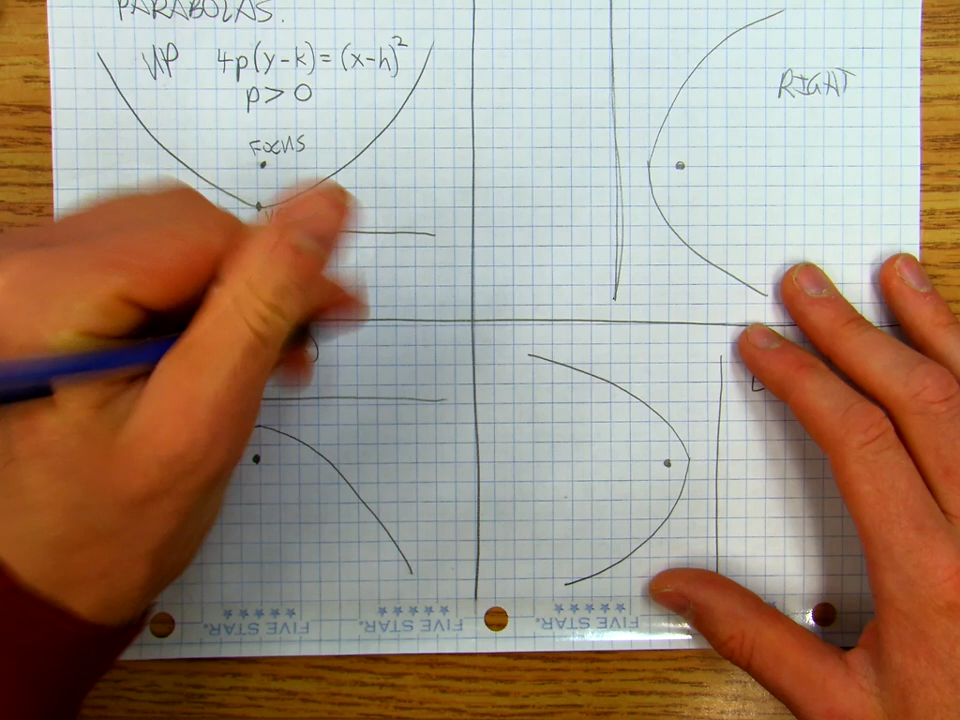 PARABOLAS.
UP 4p(y-k)=(x-h)²
p>0
FOCUS
RIGHT
★★★★★ ★★★★★ ★★★★★
FIVE STAR. FIVE STAR. FIVE STAR.